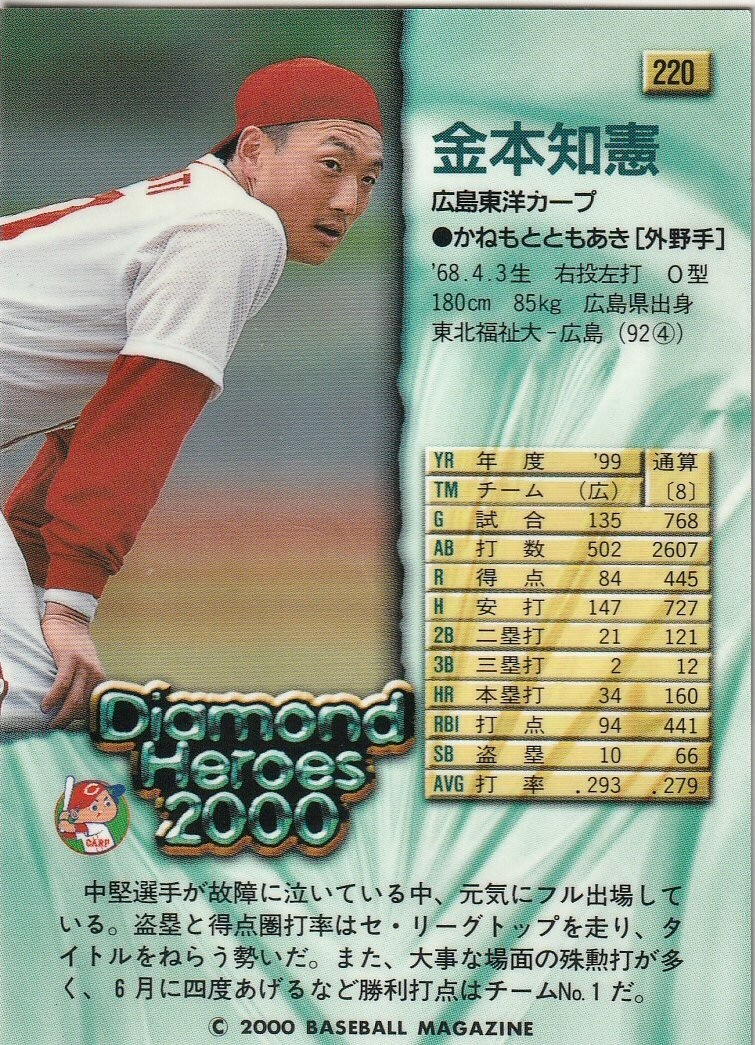 220
金本知憲
広島東洋カープ
●かねもとともあき[外野手]
'68.4.3生 右投左打 O型
180cm 85kg 広島県出身
東北福祉大-広島（92④）
YR 年度 '99 通算
TM チーム （広） 〔8〕
G 試合 135 768
AB 打数 502 2607
R 得点 84 445
H 安打 147 727
2B 二塁打 21 121
3B 三塁打 2 12
HR 本塁打 34 160
RBI 打点 94 441
SB 盗塁 10 66
AVG 打率 .293 .279
Diamond
Heroes
2000
C
CARP
中堅選手が故障に泣いている中、元気にフル出場して
いる。盗塁と得点圏打率はセ・リーグトップを走り、タ
イトルをねらう勢いだ。また、大事な場面の殊勲打が多
く、6月に四度あげるなど勝利打点はチームNo.1だ。
© 2000 BASEBALL MAGAZINE